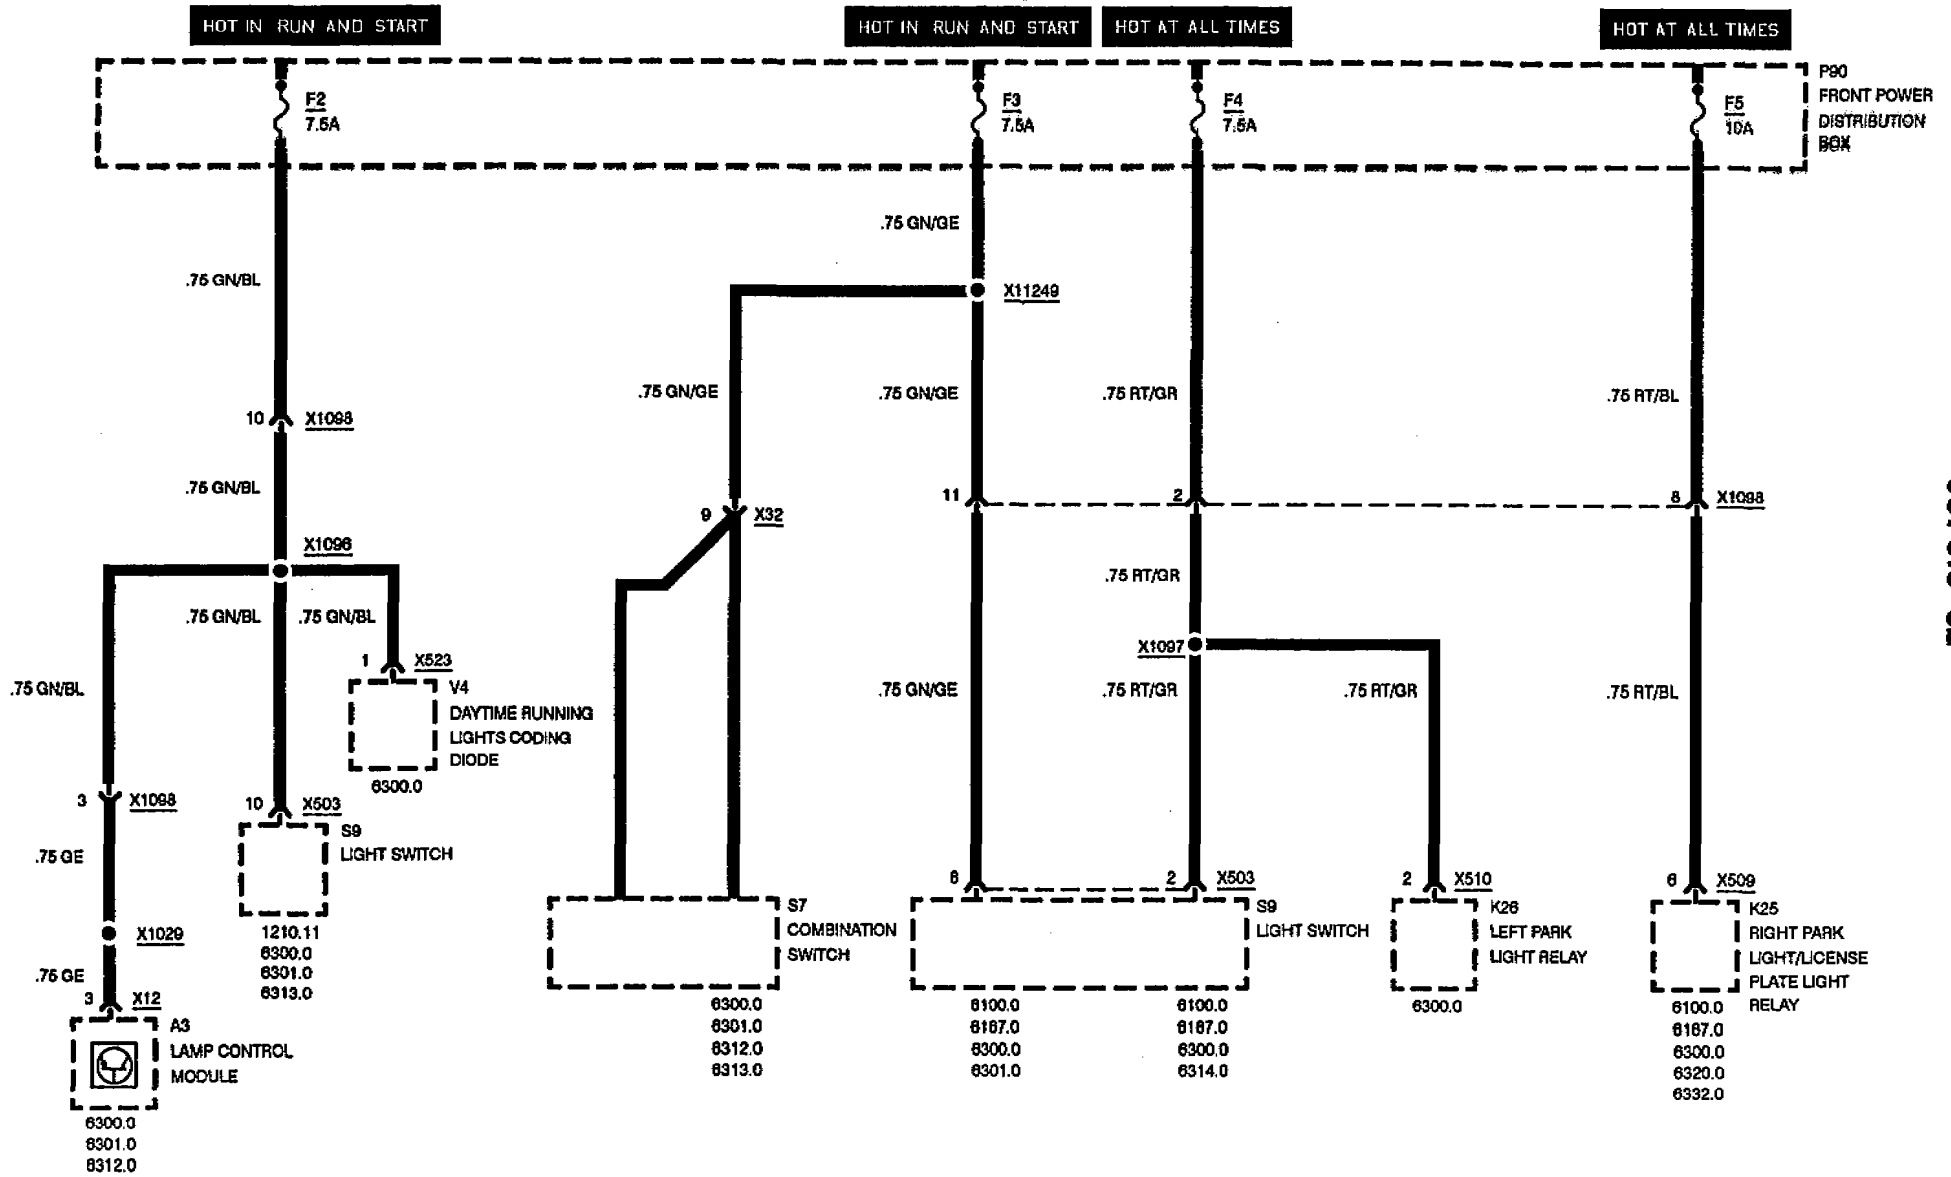 HOT IN RUN AND START
HOT IN RUN AND START
HOT AT ALL TIMES
HOT AT ALL TIMES
F2
7.5A
F3
7.5A
F4
7.5A
F5
10A
P90
FRONT POWER
DISTRIBUTION
BOX
.75 GN/GE
.75 GN/BL
X11249
.75 GN/GE
.75 GN/GE
.75 RT/GR
.75 RT/BL
10
X1098
.75 GN/BL
11
2
8
X1098
9
X32
X1096
.75 RT/GR
.75 GN/BL
.75 GN/BL
X1097
1
X523
.75 GN/BL
.75 GN/GE
.75 RT/GR
.75 RT/GR
.75 RT/BL
V4
DAYTIME RUNNING
LIGHTS CODING
DIODE
6300.0
3
X1098
10
X503
S9
LIGHT SWITCH
.75 GE
1210.11
6300.0
6301.0
6313.0
X1029
.75 GE
3
X12
A3
LAMP CONTROL
MODULE
6300.0
6301.0
6312.0
S7
COMBINATION
SWITCH
6300.0
6301.0
6312.0
6313.0
6
2
X503
S9
LIGHT SWITCH
6100.0
6167.0
6300.0
6301.0
6100.0
6167.0
6300.0
6314.0
2
X510
K26
LEFT PARK
LIGHT RELAY
6300.0
6
X509
K25
RIGHT PARK
LIGHT/LICENSE
PLATE LIGHT
RELAY
6100.0
6167.0
6300.0
6320.0
6332.0